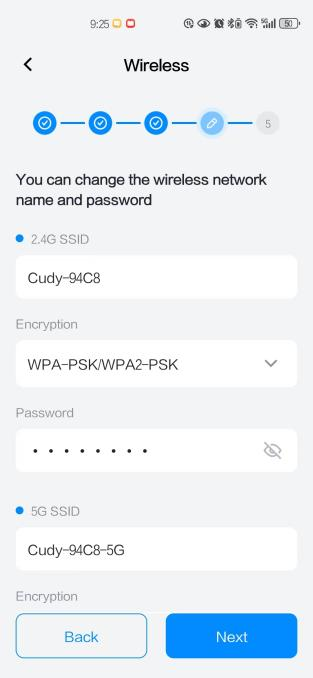 9:25
50
Wireless
5
You can change the wireless network
name and password
2.4G SSID
Cudy-94C8
Encryption
WPA-PSK/WPA2-PSK
Password
5G SSID
Cudy-94C8-5G
Encryption
Back
Next